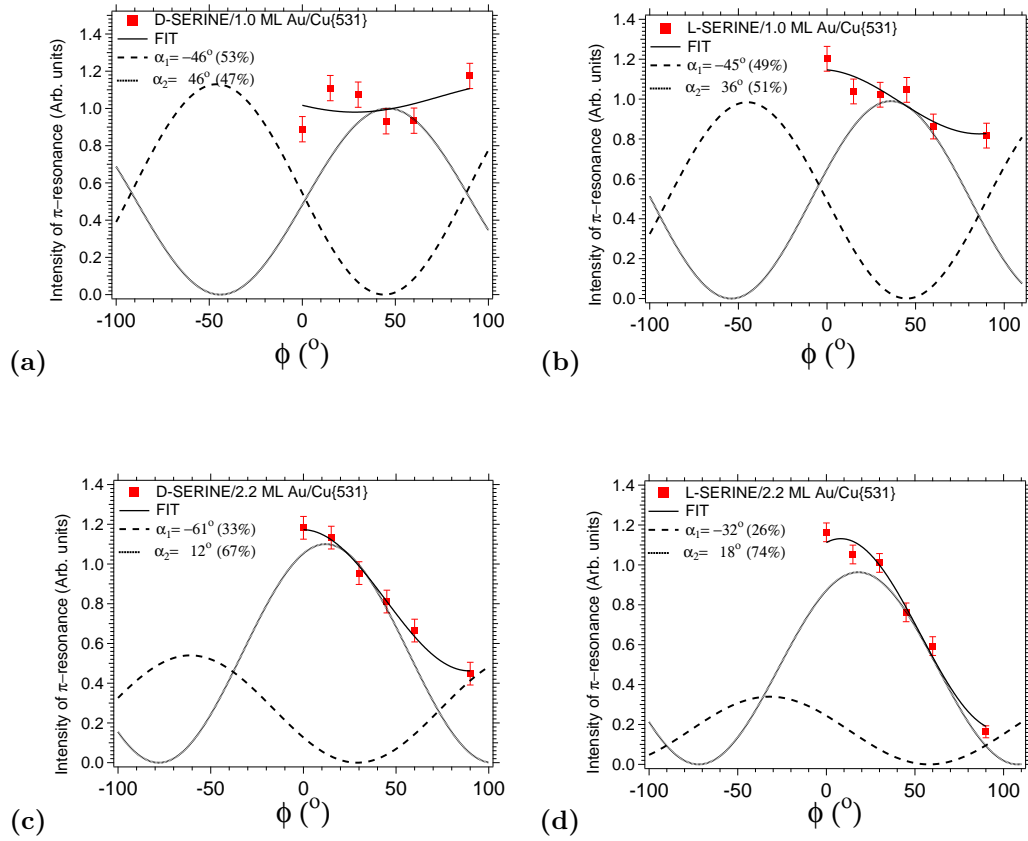 D-SERINE/1.0 ML Au/Cu{531}
FIT
α1= −46o (53%)
α2= 46o (47%)
Intensity of π−resonance (Arb. units)
1.4
1.2
1.0
0.8
0.6
0.4
0.2
0.0
-100 -50 0 50 100
ϕ (o)
(a)
L-SERINE/1.0 ML Au/Cu{531}
FIT
α1= −45o (49%)
α2= 36o (51%)
Intensity of π−resonance (Arb. units)
1.4
1.2
1.0
0.8
0.6
0.4
0.2
0.0
-100 -50 0 50 100
ϕ (o)
(b)
D-SERINE/2.2 ML Au/Cu{531}
FIT
α1= −61o (33%)
α2= 12o (67%)
Intensity of π−resonance (Arb. units)
1.4
1.2
1.0
0.8
0.6
0.4
0.2
0.0
-100 -50 0 50 100
ϕ (o)
(c)
L-SERINE/2.2 ML Au/Cu{531}
FIT
α1= −32o (26%)
α2= 18o (74%)
Intensity of π−resonance (Arb. units)
1.4
1.2
1.0
0.8
0.6
0.4
0.2
0.0
-100 -50 0 50 100
ϕ (o)
(d)